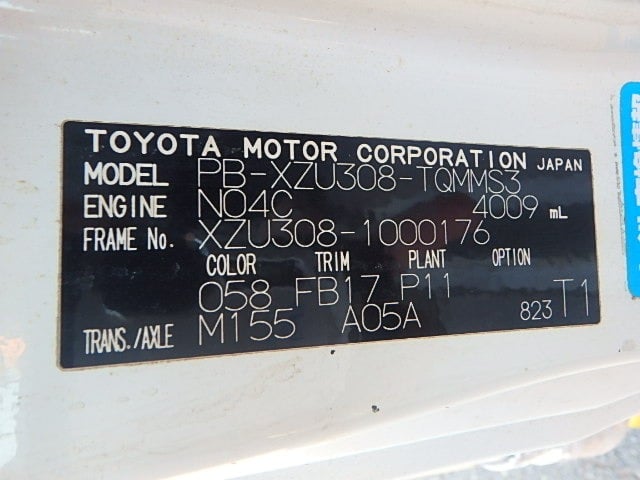 TOYOTA MOTOR CORPORATION JAPAN
MODEL PB-XZU308-TQMMS3
ENGINE N04C 4009 mL
FRAME No. XZU308-1000176
COLOR TRIM PLANT OPTION
058 FB17 P11
TRANS./AXLE M155 A05A 823 T1